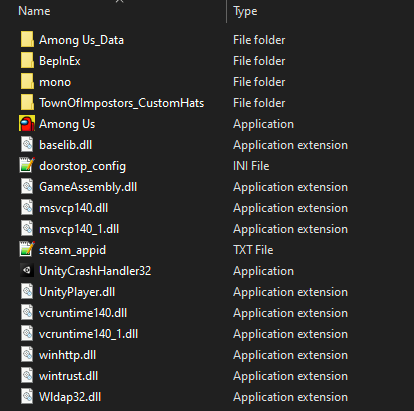 Name Type
Among Us_Data File folder
BepInEx File folder
mono File folder
TownOfImpostors_CustomHats File folder
Among Us Application
baselib.dll Application extension
doorstop_config INI File
GameAssembly.dll Application extension
msvcp140.dll Application extension
msvcp140_1.dll Application extension
steam_appid TXT File
UnityCrashHandler32 Application
UnityPlayer.dll Application extension
vcruntime140.dll Application extension
vcruntime140_1.dll Application extension
winhttp.dll Application extension
wintrust.dll Application extension
Wldap32.dll Application extension